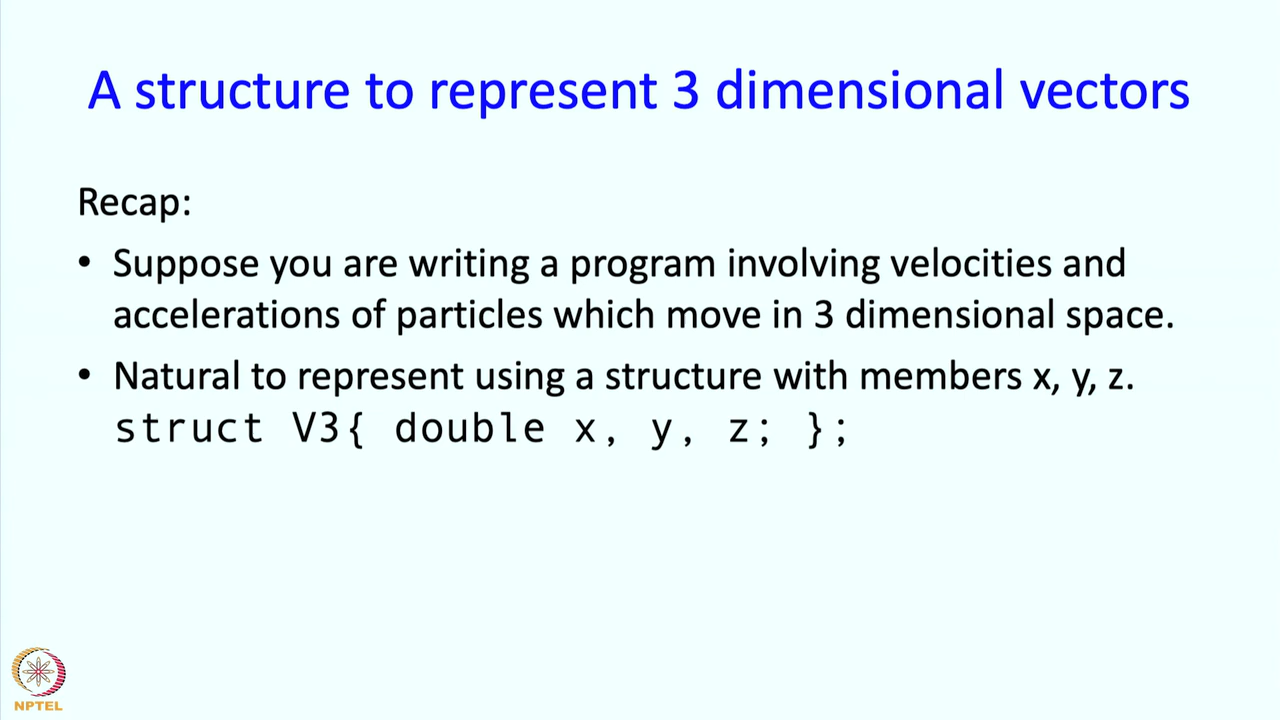 A structure to represent 3 dimensional vectors
Recap:
• Suppose you are writing a program involving velocities and
accelerations of particles which move in 3 dimensional space.
• Natural to represent using a structure with members x, y, z.
struct V3{ double x, y, z; };
NPTEL